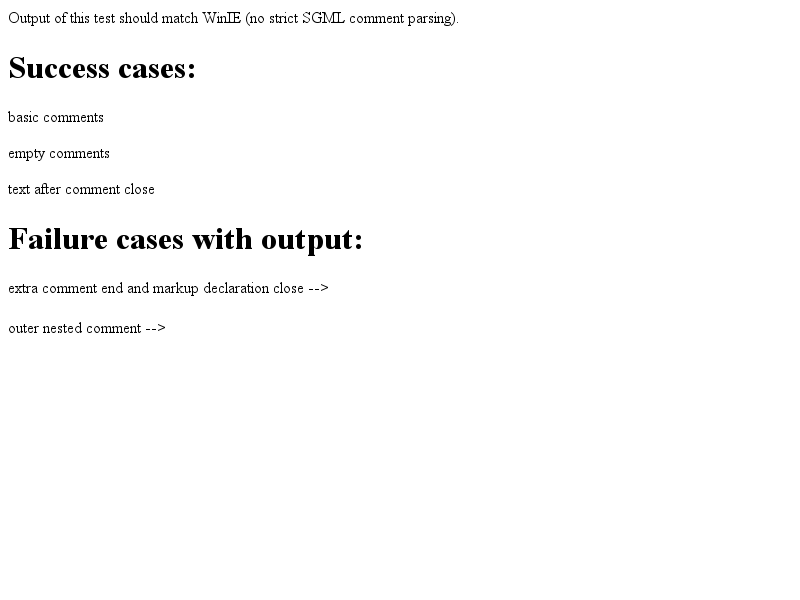 Output of this test should match WinIE (no strict SGML comment parsing).
Success cases:
basic comments
empty comments
text after comment close
Failure cases with output:
extra comment end and markup declaration close -->
outer nested comment -->